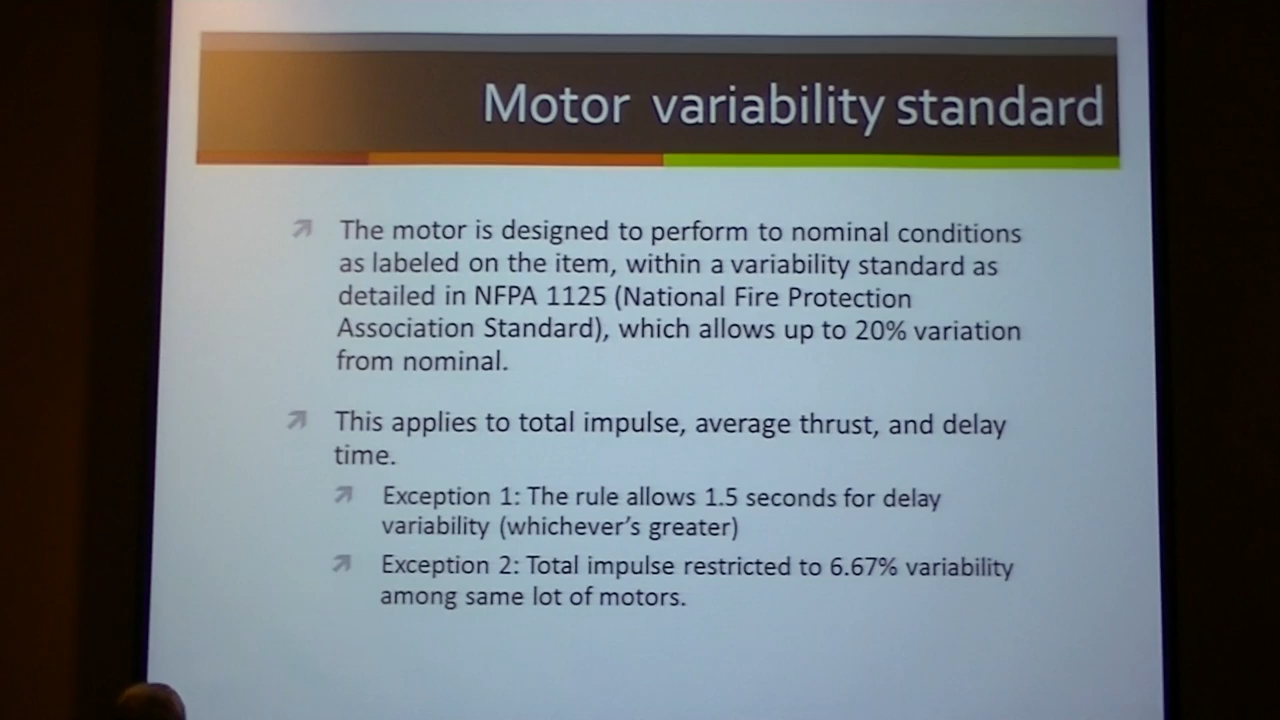 Motor variability standard
The motor is designed to perform to nominal conditions
as labeled on the item, within a variability standard as
detailed in NFPA 1125 (National Fire Protection
Association Standard), which allows up to 20% variation
from nominal.
This applies to total impulse, average thrust, and delay
time.
Exception 1: The rule allows 1.5 seconds for delay
variability (whichever's greater)
Exception 2: Total impulse restricted to 6.67% variability
among same lot of motors.